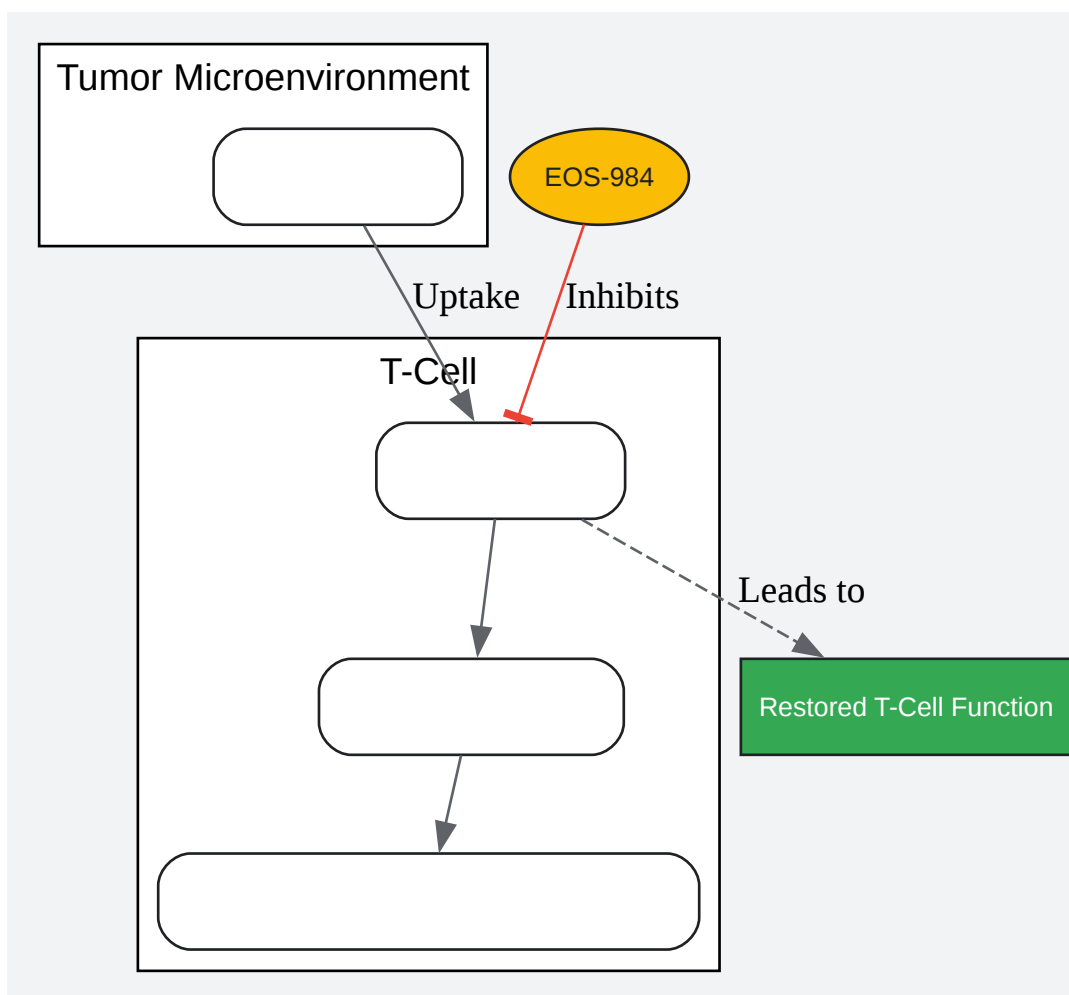 Tumor Microenvironment
EOS-984
Uptake
Inhibits
T-Cell
Leads to
Restored T-Cell Function